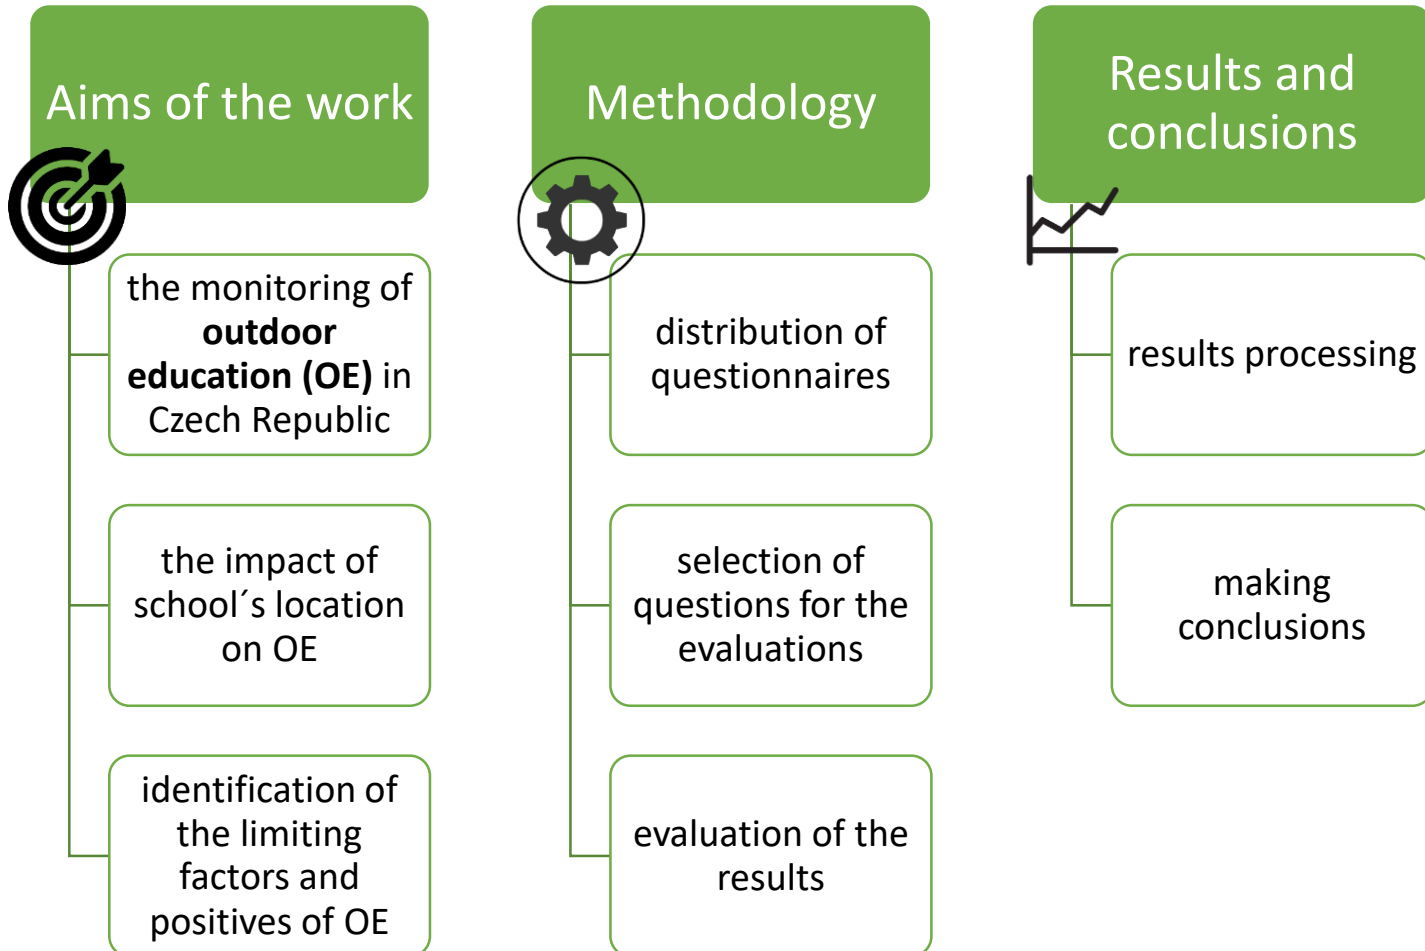 Aims of the work
the monitoring of
outdoor
education (OE) in
Czech Republic
the impact of
school´s location
on OE
identification of
the limiting
factors and
positives of OE
Methodology
distribution of
questionnaires
selection of
questions for the
evaluations
evaluation of the
results
Results and
conclusions
results processing
making
conclusions